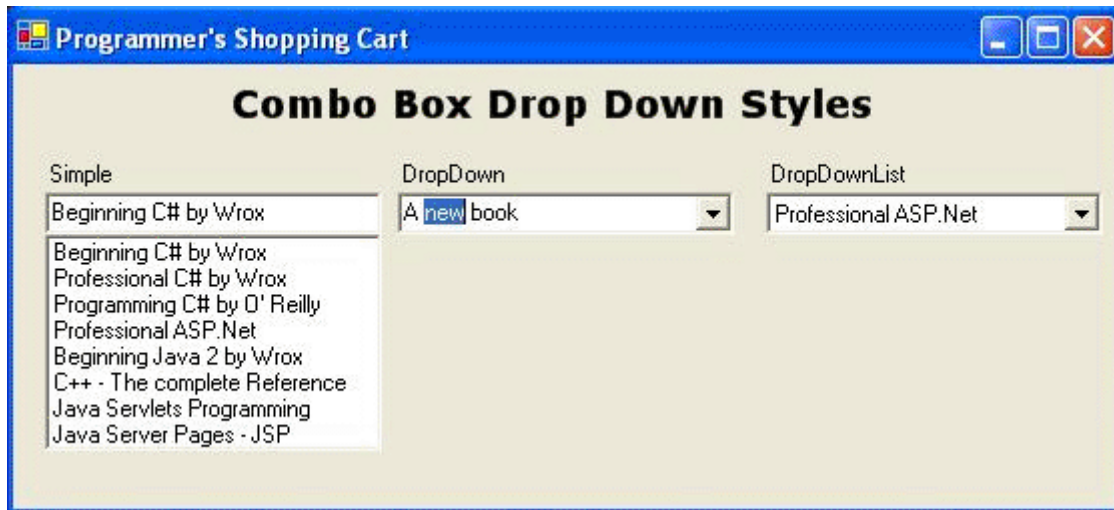 Programmer's Shopping Cart
Combo Box Drop Down Styles
Simple
DropDown
DropDownList
Beginning C# by Wrox
A new book
Professional ASP.Net
Beginning C# by Wrox
Professional C# by Wrox
Programming C# by O' Reilly
Professional ASP.Net
Beginning Java 2 by Wrox
C++ - The complete Reference
Java Servlets Programming
Java Server Pages - JSP